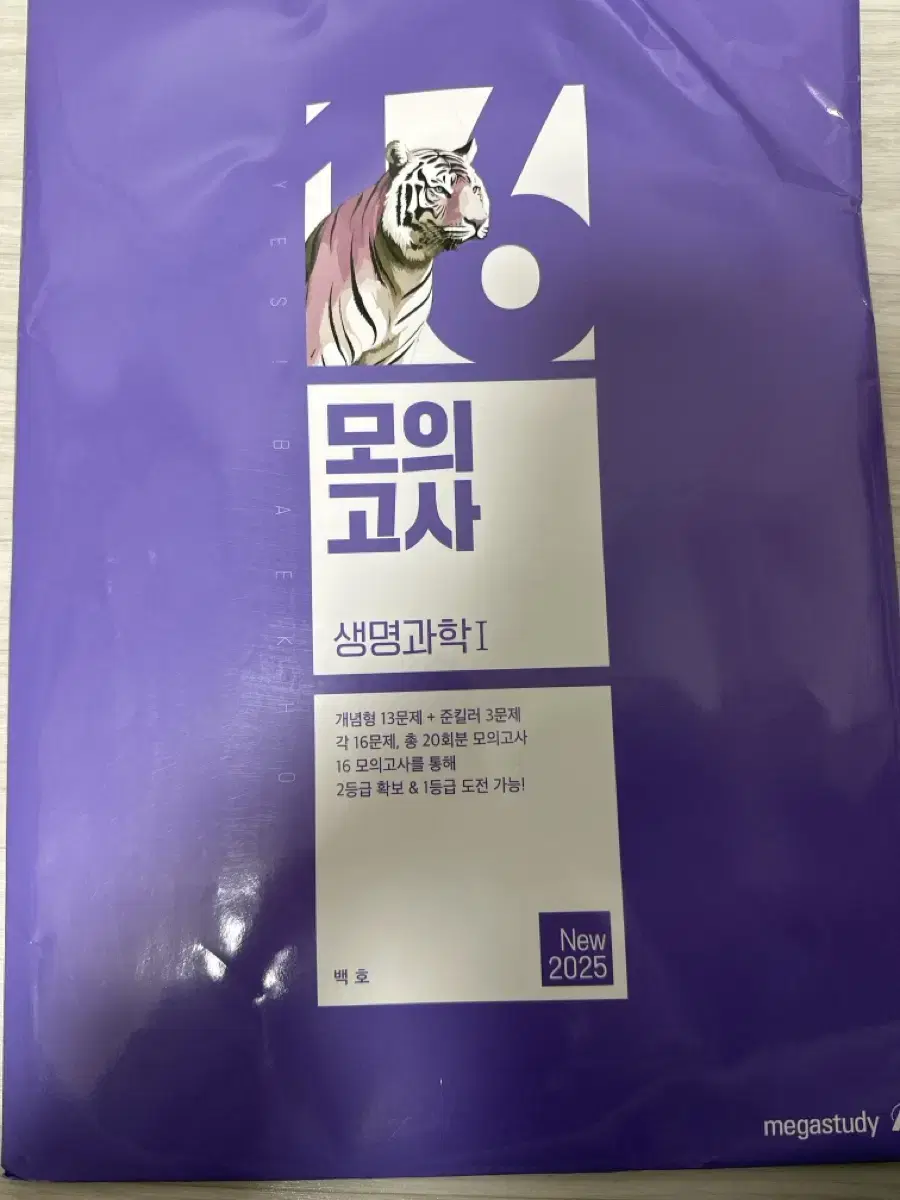 16
YES! BAEKHO
모의
고사
생명과학I
개념형 13문제 + 준킬러 3문제
각 16문제, 총 20회분 모의고사
16 모의고사를 통해
2등급 확보 & 1등급 도전 가능!
백 호
New
2025
megastudy